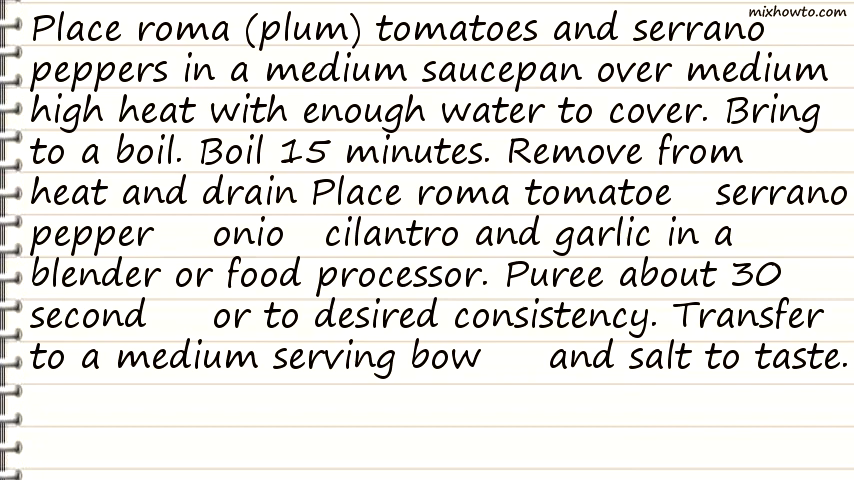 mixhowto.com
Place roma (plum) tomatoes and serrano
peppers in a medium saucepan over medium
high heat with enough water to cover. Bring
to a boil. Boil 15 minutes. Remove from
heat and drain Place roma tomatoe serrano
pepper onio cilantro and garlic in a
blender or food processor. Puree about 30
second or to desired consistency. Transfer
to a medium serving bow and salt to taste.